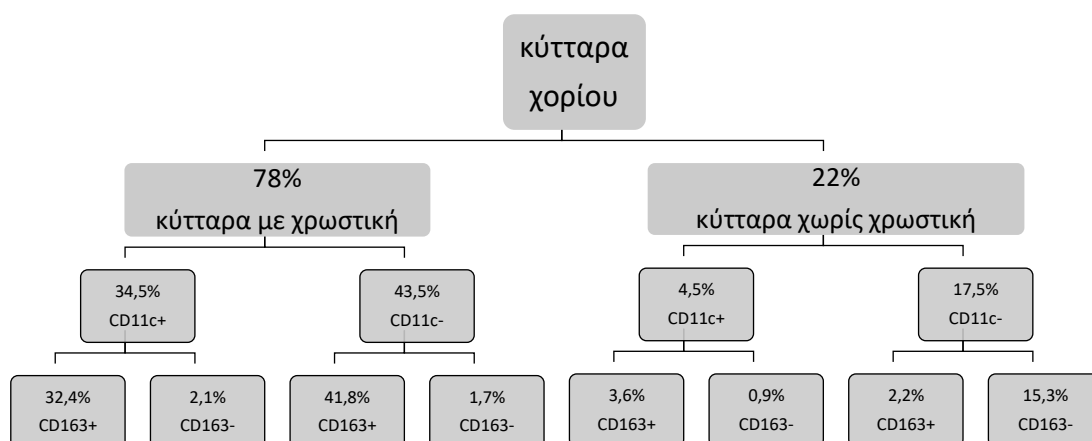 κύτταρα
χορίου
78%
κύτταρα με χρωστική
22%
κύτταρα χωρίς χρωστική
34,5%
CD11c+
43,5%
CD11c-
4,5%
CD11c+
17,5%
CD11c-
32,4%
CD163+
2,1%
CD163-
41,8%
CD163+
1,7%
CD163-
3,6%
CD163+
0,9%
CD163-
2,2%
CD163+
15,3%
CD163-